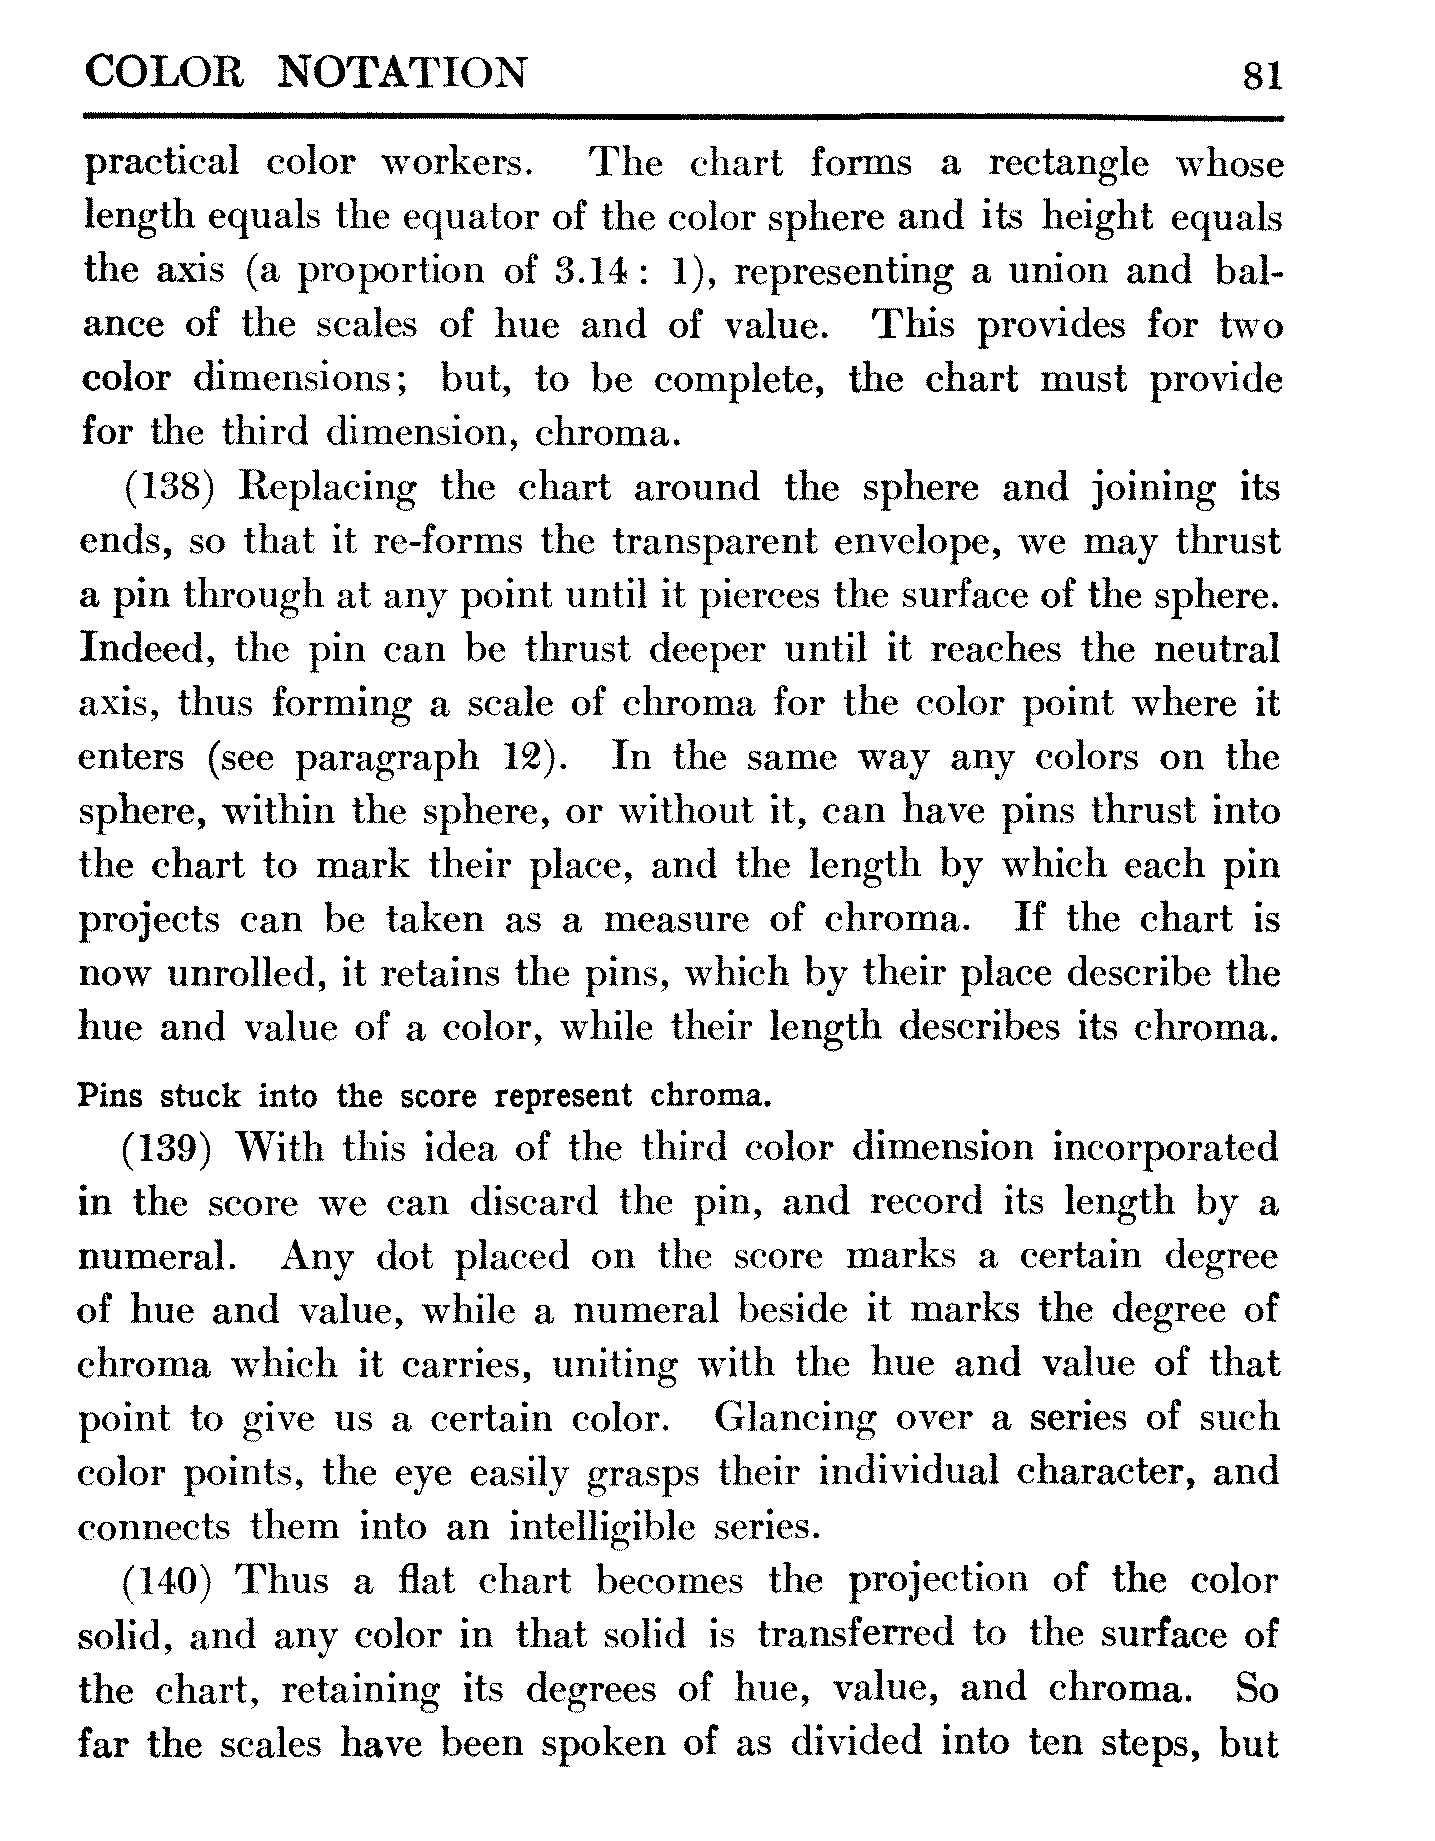 COLOR NOTATION 81
practical color workers. The chart forms a rectangle whose
length equals the equator of the color sphere and its height equals
the axis (a proportion of 3.14 : 1), representing a union and bal-
ance of the scales of hue and of value. This provides for two
color dimensions; but, to be complete, the chart must provide
for the third dimension, chroma.
(138) Replacing the chart around the sphere and joining its
ends, so that it re-forms the transparent envelope, we may thrust
a pin through at any point until it pierces the surface of the sphere.
Indeed, the pin can be thrust deeper until it reaches the neutral
axis, thus forming a scale of chroma for the color point where it
enters (see paragraph 12). In the same way any colors on the
sphere, within the sphere, or without it, can have pins thrust into
the chart to mark their place, and the length by which each pin
projects can be taken as a measure of chroma. If the chart is
now unrolled, it retains the pins, which by their place describe the
hue and value of a color, while their length describes its chroma.
Pins stuck into the score represent chroma.
(139) With this idea of the third color dimension incorporated
in the score we can discard the pin, and record its length by a
numeral. Any dot placed on the score marks a certain degree
of hue and value, while a numeral beside it marks the degree of
chroma which it carries, uniting with the hue and value of that
point to give us a certain color. Glancing over a series of such
color points, the eye easily grasps their individual character, and
connects them into an intelligible series.
(140) Thus a flat chart becomes the projection of the color
solid, and any color in that solid is transferred to the surface of
the chart, retaining its degrees of hue, value, and chroma. So
far the scales have been spoken of as divided into ten steps, but